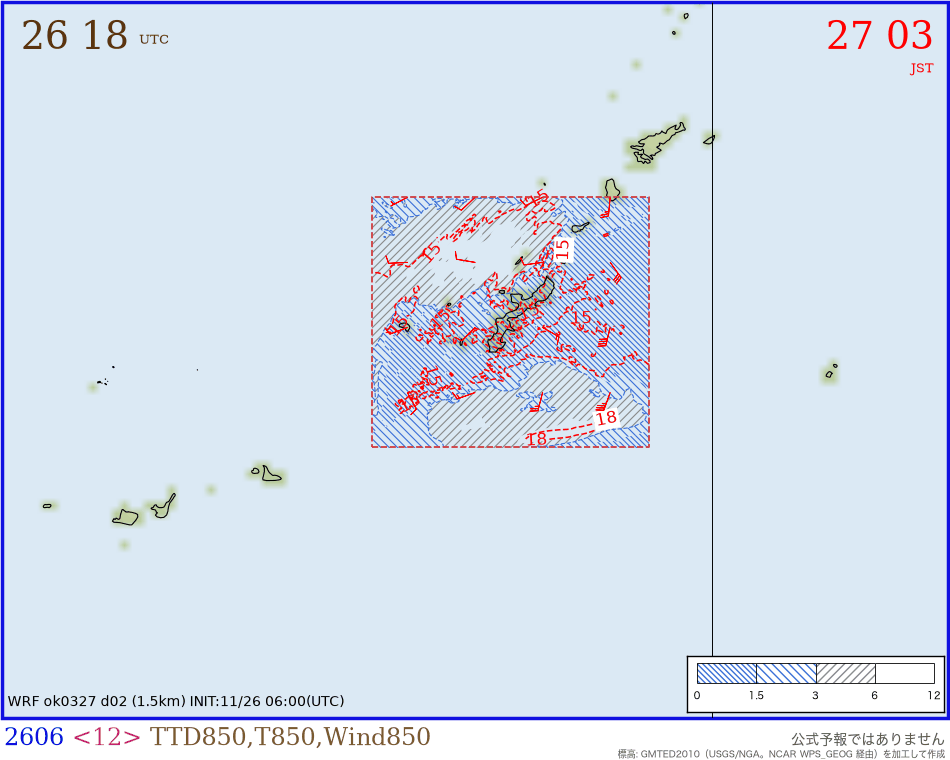 26 18 UTC
27 03
JST
15
15
15
15
15
15
18
18
18
0 1.5 3 6 12
WRF ok0327 d02 (1.5km) INIT:11/26 06:00(UTC)
2606 <12> TTD850,T850,Wind850
公式予報ではありません
標高: GMTED2010（USGS/NGA。NCAR WPS_GEOG 経由）を加工して作成